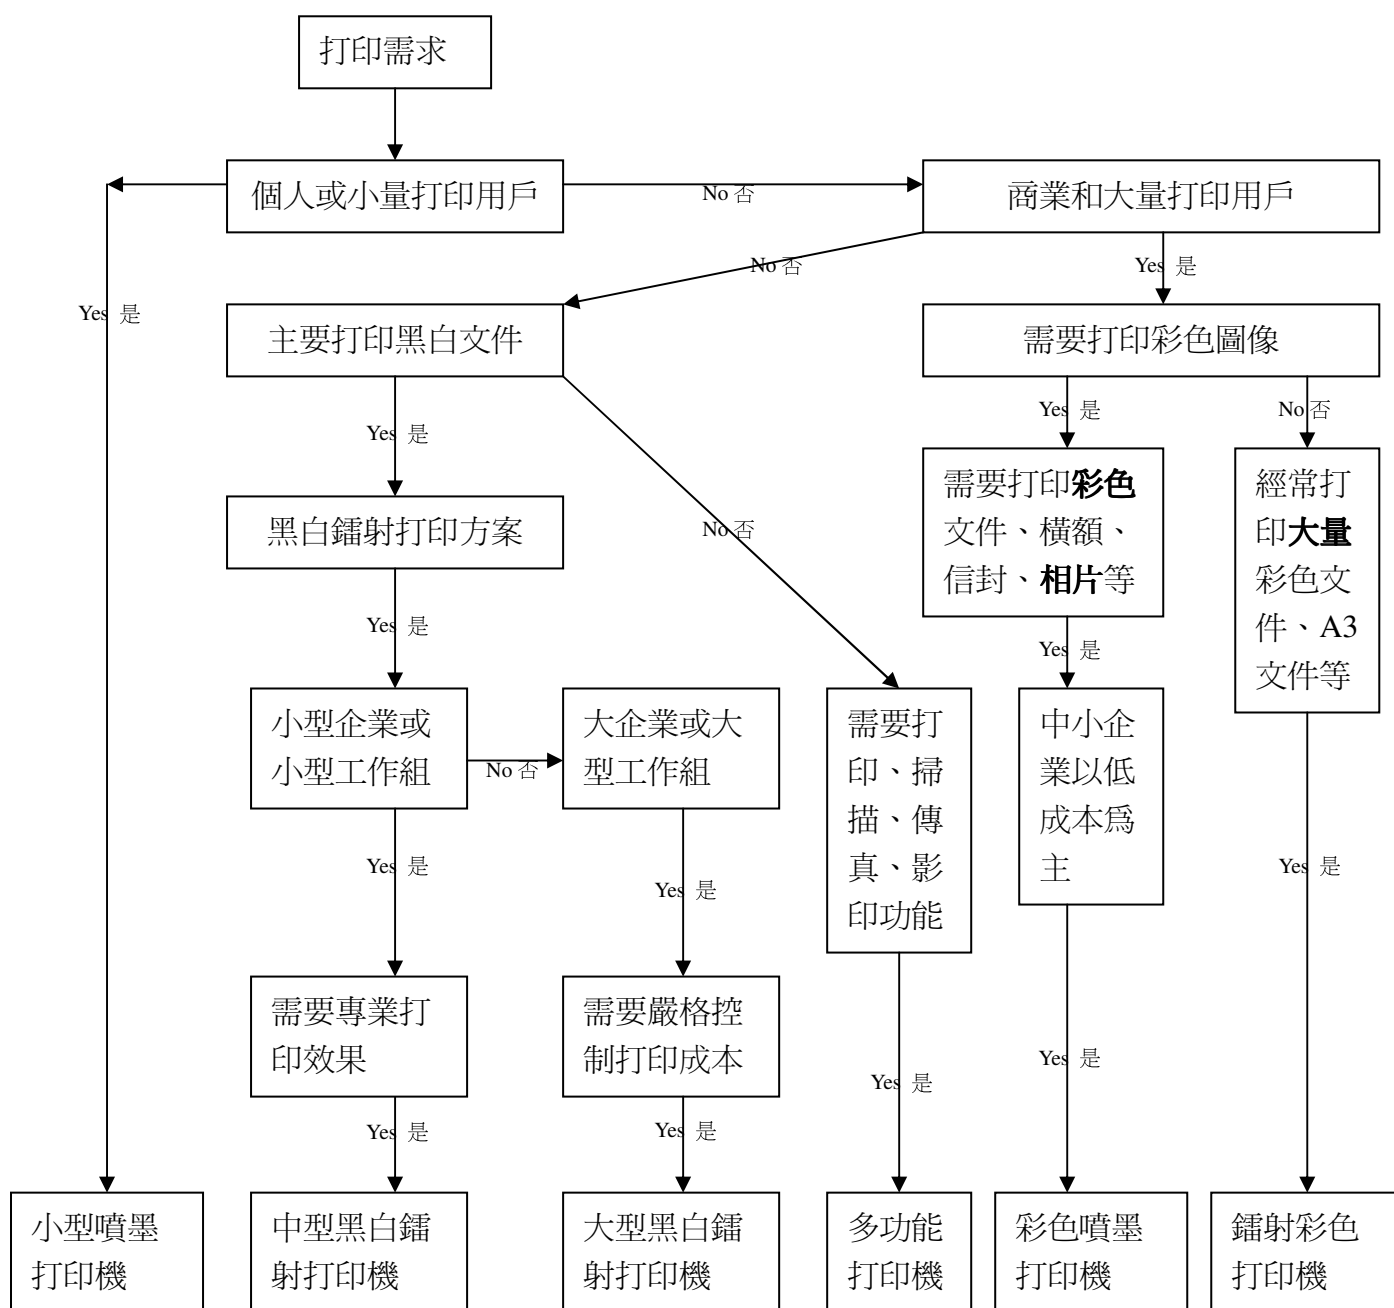 打印需求
個人或小量打印用戶
No 否
商業和大量打印用戶
No 否
Yes 是
Yes 是
主要打印黑白文件
需要打印彩色圖像
Yes 是
No 否
Yes 是
需要打印彩色
文件、橫額、
信封、相片等
經常打
印大量
彩色文
件、A3
文件等
黑白鐳射打印方案
No 否
Yes 是
Yes 是
小型企業或
小型工作組
No 否
大企業或大
型工作組
需要打
印、掃
描、傳
真、影
印功能
中小企
業以低
成本爲
主
Yes 是
Yes 是
Yes 是
需要專業打
印效果
需要嚴格控
制打印成本
Yes 是
Yes 是
Yes 是
Yes 是
小型噴墨
打印機
中型黑白鐳
射打印機
大型黑白鐳
射打印機
多功能
打印機
彩色噴墨
打印機
鐳射彩色
打印機